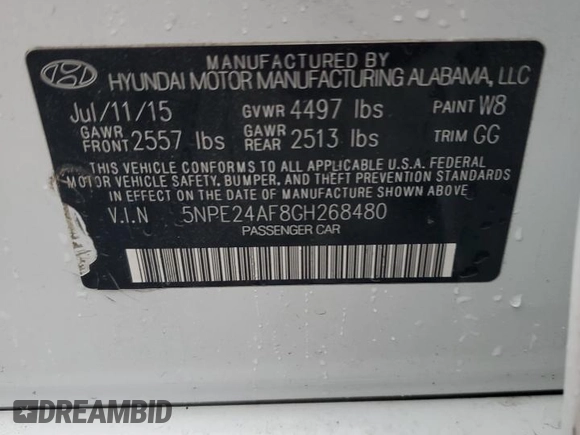 MANUFACTURED BY
HYUNDAI MOTOR MANUFACTURING ALABAMA, LLC
Jul/11/15 GVWR 4497 lbs PAINT W8
GAWR FRONT 2557 lbs GAWR REAR 2513 lbs TRIM GG
THIS VEHICLE CONFORMS TO ALL APPLICABLE U.S.A. FEDERAL
MOTOR VEHICLE SAFETY, BUMPER, AND THEFT PREVENTION STANDARDS
IN EFFECT ON THE DATE OF MANUFACTURE SHOWN ABOVE.
V.I.N 5NPE24AF8GH268480
PASSENGER CAR
DREAMBID